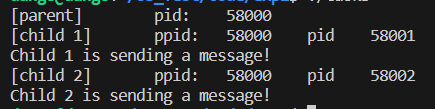 [parent] pid: 58000
[child 1] ppid: 58000 pid 58001
Child 1 is sending a message!
[child 2] ppid: 58000 pid 58002
Child 2 is sending a message!